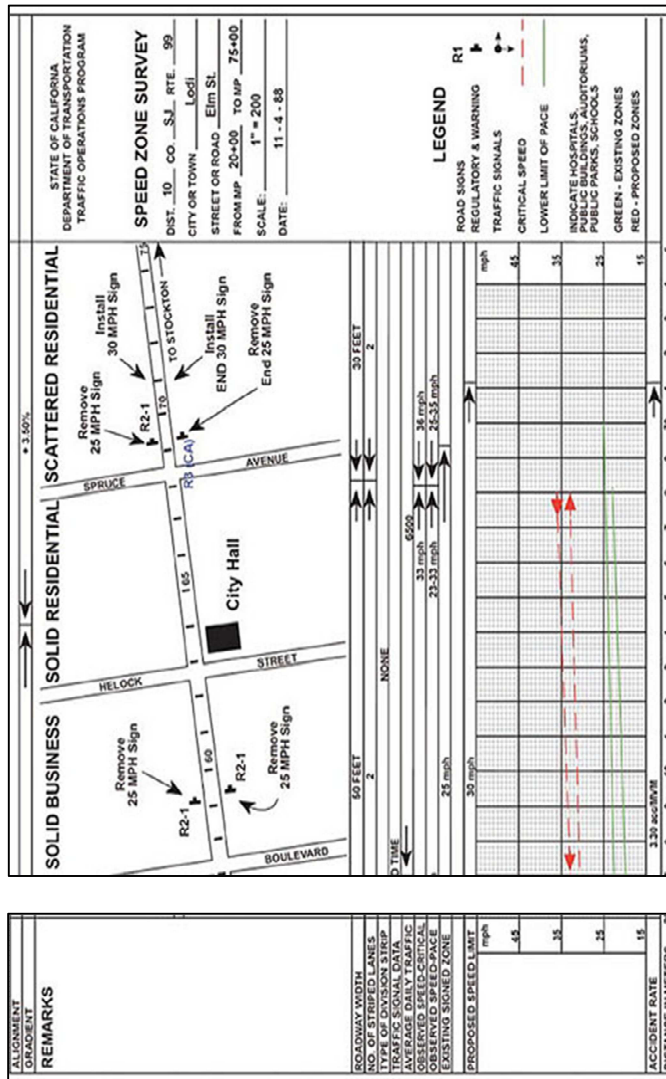 STATE OF CALIFORNIA
DEPARTMENT OF TRANSPORTATION
TRAFFIC OPERATIONS PROGRAM
SPEED ZONE SURVEY
DIST. 10 CO. SJ RTE. 99
CITY OR TOWN Lodi
STREET OR ROAD Elm St.
FROM MP 20+00 TO MP 75+00
SCALE: 1" = 200
DATE: 11 - 4 - 88
LEGEND
ROAD SIGNS
REGULATORY & WARNING R1
TRAFFIC SIGNALS
CRITICAL SPEED
LOWER LIMIT OF PACE
INDICATE HOSPITALS,
PUBLIC BUILDINGS, AUDITORIUMS,
PUBLIC PARKS, SCHOOLS
GREEN - EXISTING ZONES
RED - PROPOSED ZONES
+ 3.50%
SOLID BUSINESS SOLID RESIDENTIAL SCATTERED RESIDENTIAL
Remove
25 MPH Sign
R2-1
Install
30 MPH Sign
75
TO STOCKTON
70
Install
END 30 MPH Sign
Remove
End 25 MPH Sign
R3 (CA)
SPRUCE
AVENUE
65
City Hall
HELOCK
STREET
Remove
25 MPH Sign
R2-1
60
R2-1
Remove
25 MPH Sign
BOULEVARD
50 FEET 30 FEET
2 2
NONE
D TIME
6500
33 mph 36 mph
23-33 mph 25-35 mph
25 mph
30 mph
mph
45
35
25
15
3.30 acc/MVM
ALIGNMENT
GRADIENT
REMARKS
ROADWAY WIDTH
NO. OF STRIPED LANES
TYPE OF DIVISION STRIP
TRAFFIC SIGNAL DATA
AVERAGE DAILY TRAFFIC
OBSERVED SPEED-CRITICAL
OBSERVED SPEED-PACE
EXISTING SIGNED ZONE
PROPOSED SPEED LIMIT
mph
45
35
25
15
ACCIDENT RATE